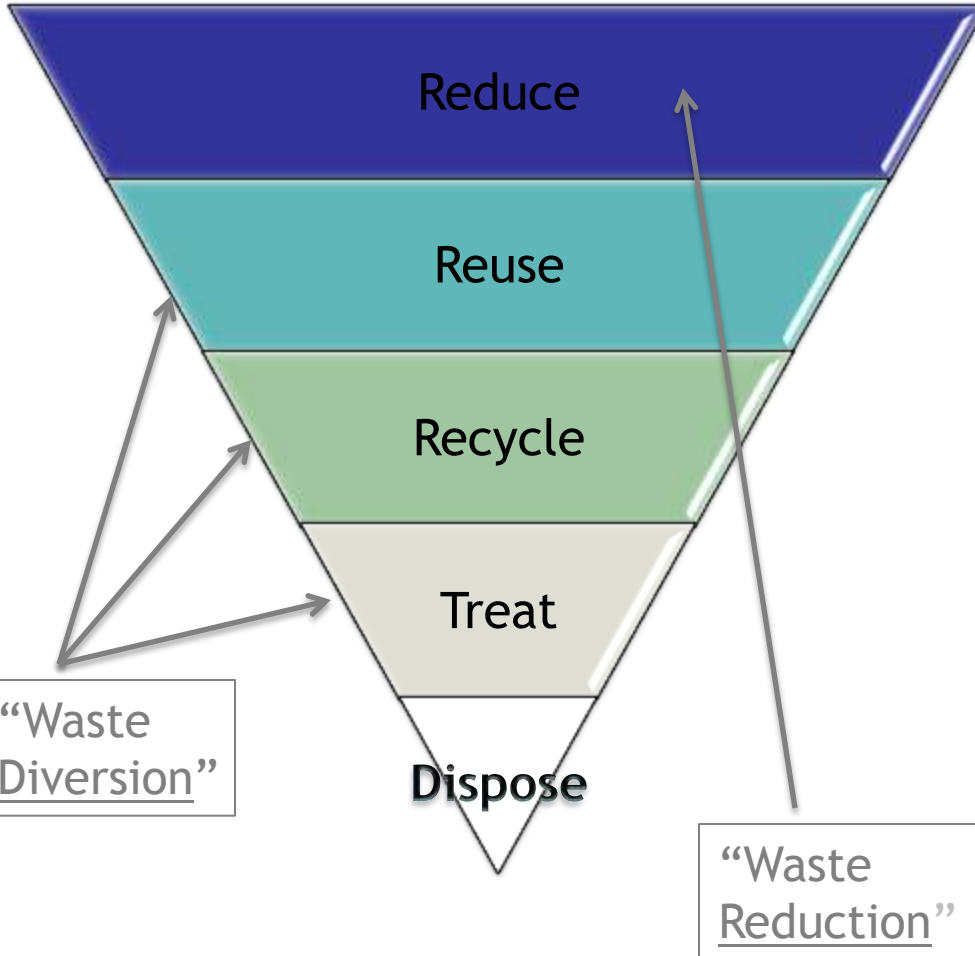 Reduce
Reuse
Recycle
Treat
“Waste
Diversion”
Dispose
“Waste
Reduction”